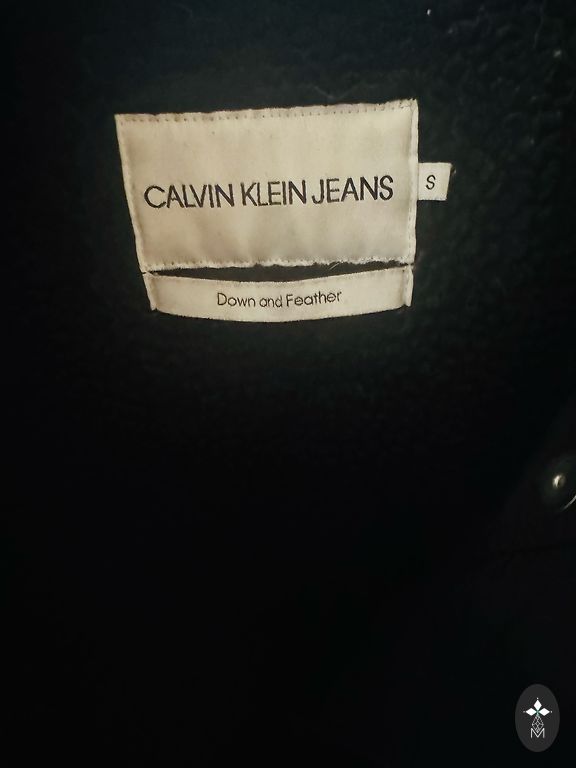 CALVIN KLEIN JEANS
S
Down and Feather